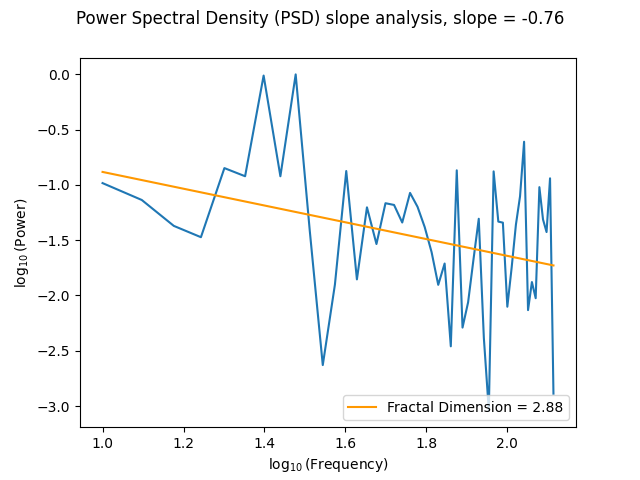 Power Spectral Density (PSD) slope analysis, slope = -0.76
0.0
−0.5
−1.0
−1.5
−2.0
−2.5
−3.0
log10 (Power)
Fractal Dimension = 2.88
1.0 1.2 1.4 1.6 1.8 2.0
log10 (Frequency)